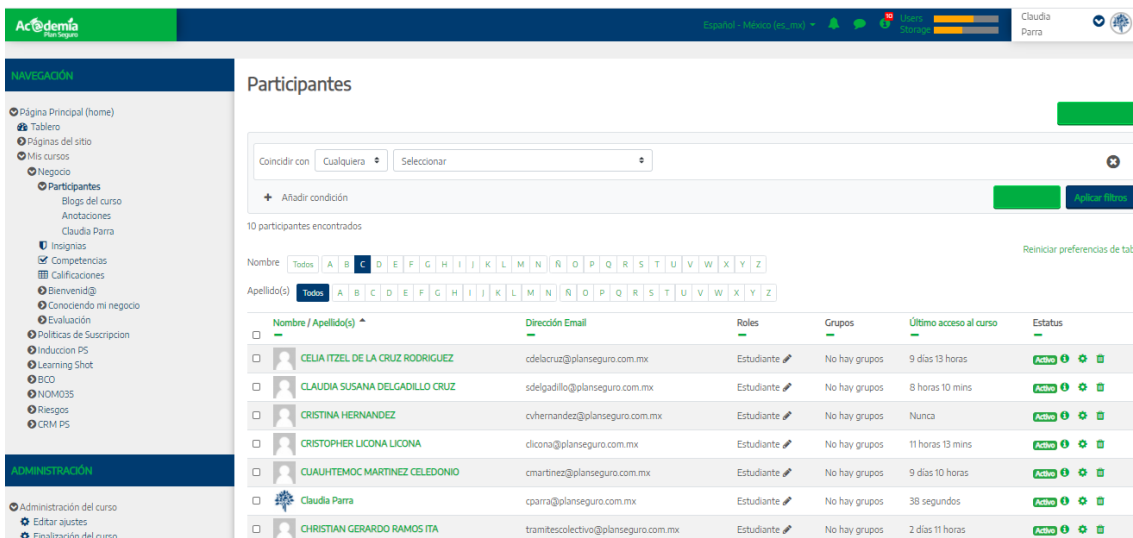 Ac@demia
Plan Seguro
Español - México (es_mx)
10
Users
Storage
Claudia
Parra
NAVEGACIÓN
Página Principal (home)
Tablero
Páginas del sitio
Mis cursos
Negocio
Participantes
Blogs del curso
Anotaciones
Claudia Parra
Insignias
Competencias
Calificaciones
Bienvenid@
Conociendo mi negocio
Evaluación
Politicas de Suscripcion
Induccion PS
Learning Shot
BCO
NOM035
Riesgos
CRM PS
ADMINISTRACIÓN
Administración del curso
Editar ajustes
Finalización del curso
Participantes
Coincidir con Cualquiera Seleccionar
+ Añadir condición
Aplicar filtros
10 participantes encontrados
Reiniciar preferencias de tab
Nombre Todos A B C D E F G H I J K L M N Ñ O P Q R S T U V W X Y Z
Apellido(s) Todos A B C D E F G H I J K L M N Ñ O P Q R S T U V W X Y Z
Nombre / Apellido(s) Dirección Email Roles Grupos Último acceso al curso Estatus
CELIA ITZEL DE LA CRUZ RODRIGUEZ cdelacruz@planseguro.com.mx Estudiante No hay grupos 9 días 13 horas Activo
CLAUDIA SUSANA DELGADILLO CRUZ sdelgadillo@planseguro.com.mx Estudiante No hay grupos 8 horas 10 mins Activo
CRISTINA HERNANDEZ cvhernandez@planseguro.com.mx Estudiante No hay grupos Nunca Activo
CRISTOPHER LICONA LICONA clicona@planseguro.com.mx Estudiante No hay grupos 11 horas 13 mins Activo
CUAUHTEMOC MARTINEZ CELEDONIO cmartinez@planseguro.com.mx Estudiante No hay grupos 9 días 10 horas Activo
Claudia Parra cparra@planseguro.com.mx Estudiante No hay grupos 38 segundos Activo
CHRISTIAN GERARDO RAMOS ITA tramitescolectivo@planseguro.com.mx Estudiante No hay grupos 2 días 11 horas Activo